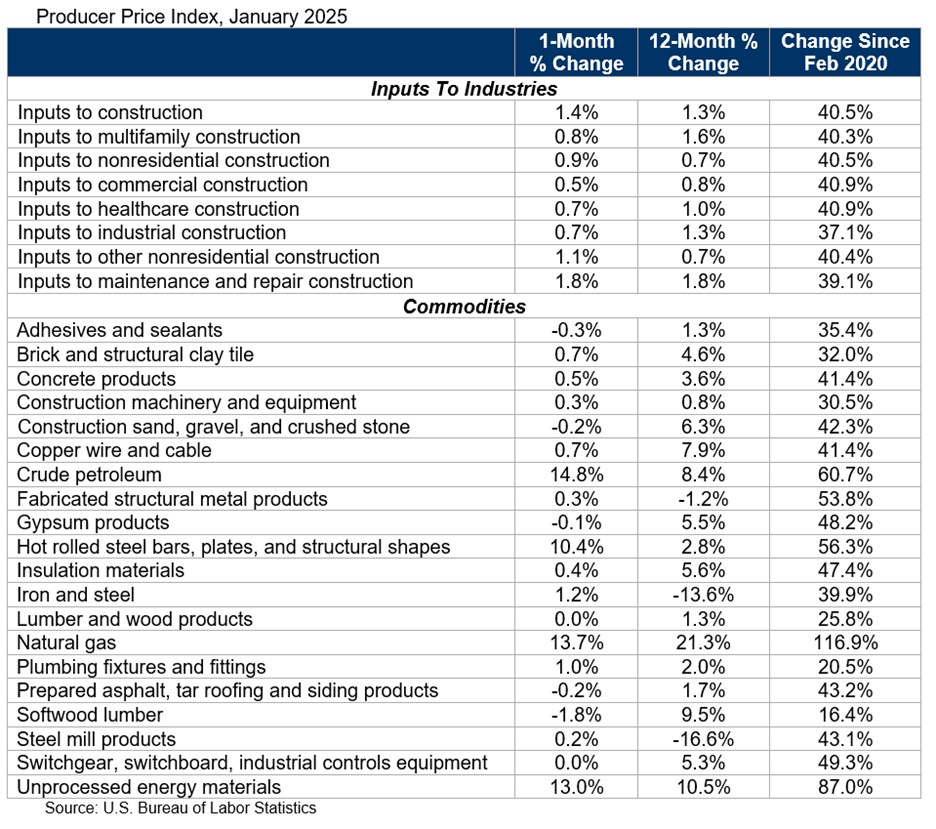 Producer Price Index, January 2025
1-Month % Change 12-Month % Change Change Since Feb 2020
Inputs To Industries
Inputs to construction 1.4% 1.3% 40.5%
Inputs to multifamily construction 0.8% 1.6% 40.3%
Inputs to nonresidential construction 0.9% 0.7% 40.5%
Inputs to commercial construction 0.5% 0.8% 40.9%
Inputs to healthcare construction 0.7% 1.0% 40.9%
Inputs to industrial construction 0.7% 1.3% 37.1%
Inputs to other nonresidential construction 1.1% 0.7% 40.4%
Inputs to maintenance and repair construction 1.8% 1.8% 39.1%
Commodities
Adhesives and sealants -0.3% 1.3% 35.4%
Brick and structural clay tile 0.7% 4.6% 32.0%
Concrete products 0.5% 3.6% 41.4%
Construction machinery and equipment 0.3% 0.8% 30.5%
Construction sand, gravel, and crushed stone -0.2% 6.3% 42.3%
Copper wire and cable 0.7% 7.9% 41.4%
Crude petroleum 14.8% 8.4% 60.7%
Fabricated structural metal products 0.3% -1.2% 53.8%
Gypsum products -0.1% 5.5% 48.2%
Hot rolled steel bars, plates, and structural shapes 10.4% 2.8% 56.3%
Insulation materials 0.4% 5.6% 47.4%
Iron and steel 1.2% -13.6% 39.9%
Lumber and wood products 0.0% 1.3% 25.8%
Natural gas 13.7% 21.3% 116.9%
Plumbing fixtures and fittings 1.0% 2.0% 20.5%
Prepared asphalt, tar roofing and siding products -0.2% 1.7% 43.2%
Softwood lumber -1.8% 9.5% 16.4%
Steel mill products 0.2% -16.6% 43.1%
Switchgear, switchboard, industrial controls equipment 0.0% 5.3% 49.3%
Unprocessed energy materials 13.0% 10.5% 87.0%
Source: U.S. Bureau of Labor Statistics